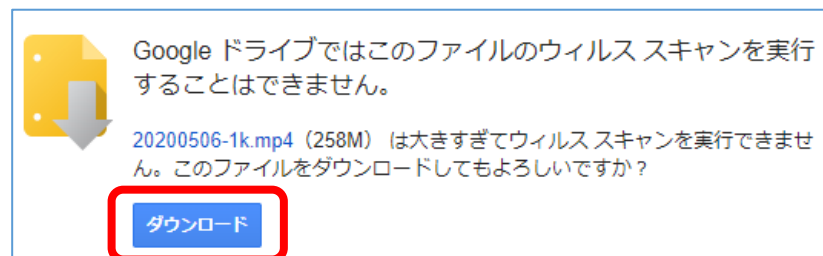 Google ドライブではこのファイルのウィルス スキャンを実行
することはできません。
20200506-1k.mp4（258M） は大きすぎてウィルス スキャンを実行できませ
ん。このファイルをダウンロードしてもよろしいですか？
ダウンロード